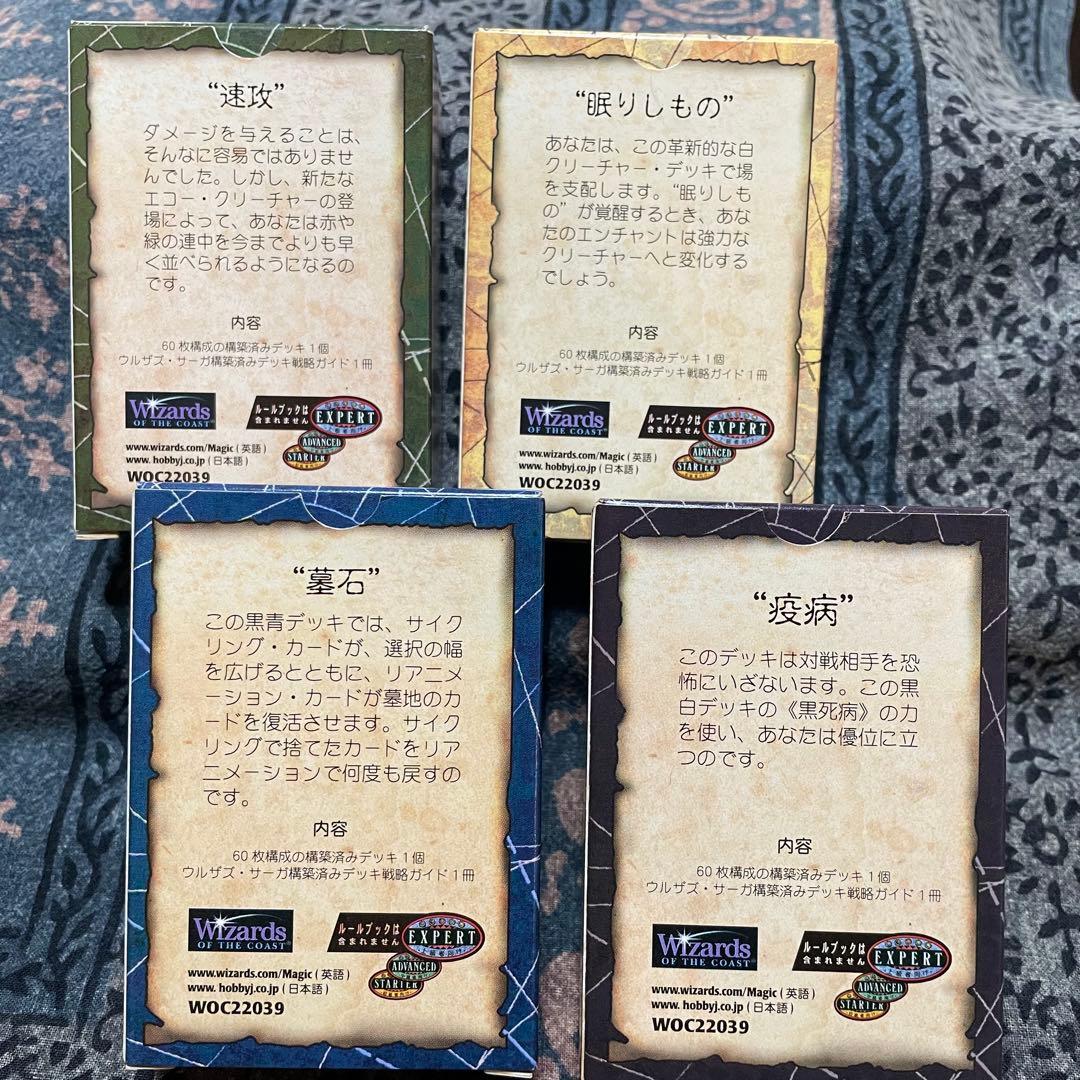 “速攻”
ダメージを与えることは、
そんなに容易ではありませ
んでした。しかし、新たな
エコー・クリーチャーの登
場によって、あなたは赤や
緑の連中を今までよりも早
く並べられるようになるの
です。
内容
60枚構成の構築済みデッキ1個
ウルザズ・サーガ構築済みデッキ戦略ガイド1冊
Wizards
OF THE COAST
ルールブックは
含まれません
EXPERT
上級者向け
ADVANCED
STARTER
www.wizards.com/Magic (英語)
www. hobbyj.co.jp (日本語)
WOC22039
“眠りしもの”
あなたは、この革新的な白
クリーチャー・デッキで場
を支配します。“眠りしも
の”が覚醒するとき、あな
たのエンチャントは強力な
クリーチャーへと変化する
でしょう。
内容
60枚構成の構築済みデッキ1個
ウルザズ・サーガ構築済みデッキ戦略ガイド1冊
Wizards
OF THE COAST
ルールブックは
含まれません
EXPERT
上級者向け
ADVANCED
STARTER
www.wizards.com/Magic (英語)
www. hobbyj.co.jp (日本語)
WOC22039
“墓石”
この黒青デッキでは、サイク
リング・カードが、選択の幅
を広げるとともに、リアニメ
ーション・カードが墓地のカ
ードを復活させます。サイク
リングで捨てたカードをリア
ニメーションで何度も戻すの
です。
内容
60枚構成の構築済みデッキ1個
ウルザズ・サーガ構築済みデッキ戦略ガイド1冊
Wizards
OF THE COAST
ルールブックは
含まれません
EXPERT
上級者向け
ADVANCED
STARTER
www.wizards.com/Magic (英語)
www. hobbyj.co.jp (日本語)
WOC22039
“疫病”
このデッキは対戦相手を恐
怖にいざないます。この黒
白デッキの《黒死病》の力
を使い、あなたは優位に立
つのです。
内容
60枚構成の構築済みデッキ1個
ウルザズ・サーガ構築済みデッキ戦略ガイド1冊
Wizards
OF THE COAST
ルールブックは
含まれません
EXPERT
上級者向け
ADVANCED
STARTER
www.wizards.com/Magic (英語)
www. hobbyj.co.jp (日本語)
WOC22039